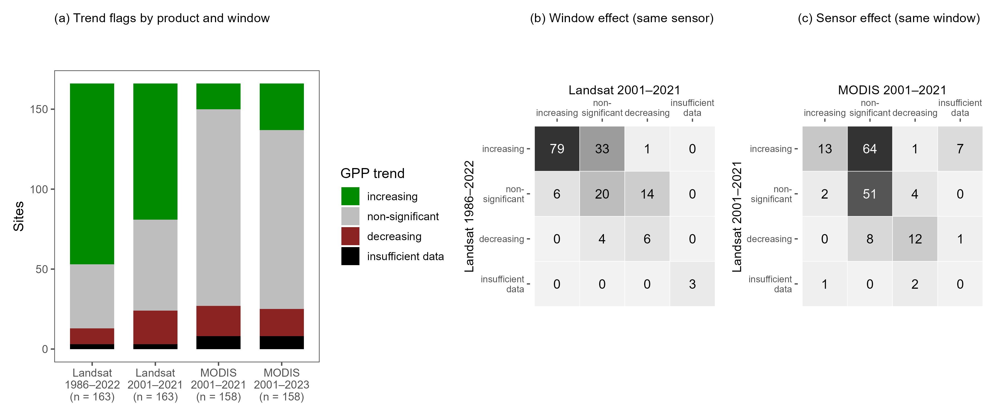 (a) Trend flags by product and window
150
100
50
0
Sites
Landsat
1986–2022
(n = 163)
Landsat
2001–2021
(n = 163)
MODIS
2001–2021
(n = 158)
MODIS
2001–2023
(n = 158)
GPP trend
increasing
non-significant
decreasing
insufficient data
(b) Window effect (same sensor)
Landsat 2001–2021
increasing
non-
significant
decreasing
insufficient
data
Landsat 1986–2022
increasing
79 33 1 0
non-
significant
6 20 14 0
decreasing
0 4 6 0
insufficient
data
0 0 0 3
(c) Sensor effect (same window)
MODIS 2001–2021
increasing
non-
significant
decreasing
insufficient
data
Landsat 2001–2021
increasing
13 64 1 7
non-
significant
2 51 4 0
decreasing
0 8 12 1
insufficient
data
1 0 2 0